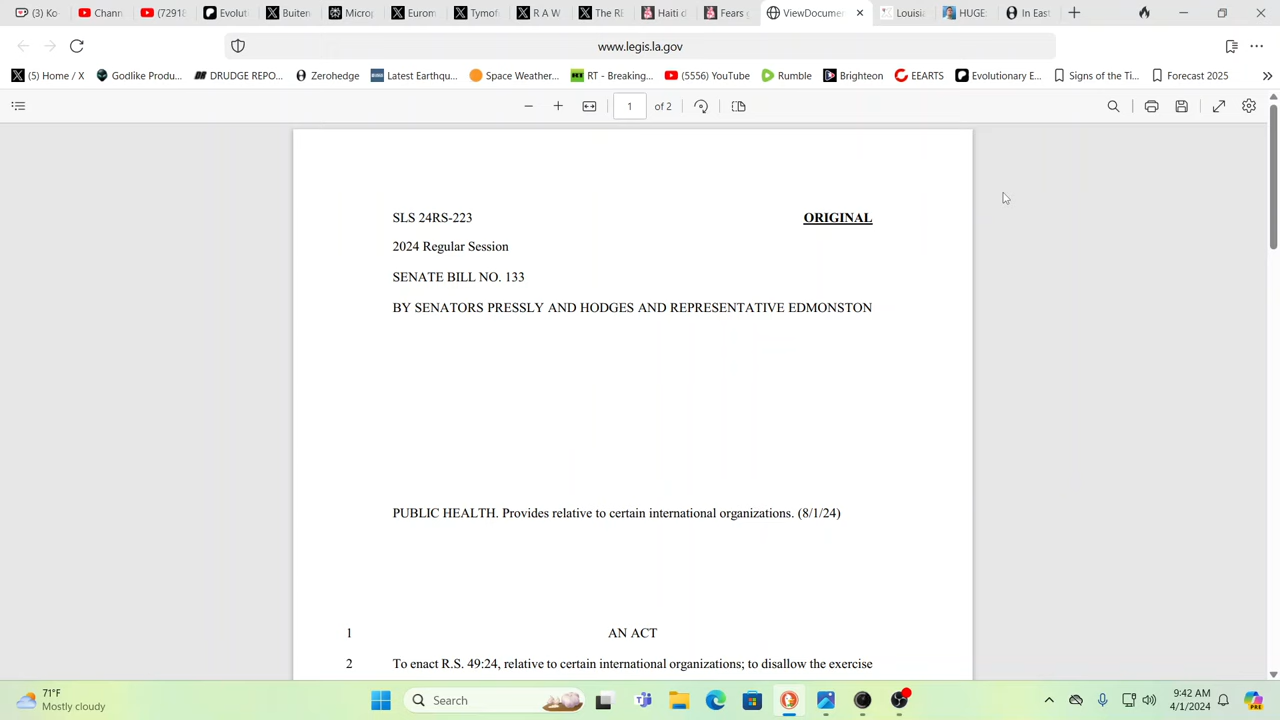 (5) Ko
Chann
(7291
Evoluti
Buiten
Microp
Eurom
Tymof
R A W
The RE
Haiti d
Fears g
ViewDocume
Louisia
HUGE:
In East
www.legis.la.gov
(5) Home / X
Godlike Produ...
DRUDGE REPO...
Zerohedge
Latest Earthqu...
Space Weather...
RT - Breaking...
(5556) YouTube
Rumble
Brighteon
EEARTS
Evolutionary E...
Signs of the Ti...
Forecast 2025
1 of 2
SLS 24RS-223 ORIGINAL
2024 Regular Session
SENATE BILL NO. 133
BY SENATORS PRESSLY AND HODGES AND REPRESENTATIVE EDMONSTON
PUBLIC HEALTH. Provides relative to certain international organizations. (8/1/24)
1 AN ACT
2 To enact R.S. 49:24, relative to certain international organizations; to disallow the exercise
71°F
Mostly cloudy
Search
9:42 AM
4/1/2024